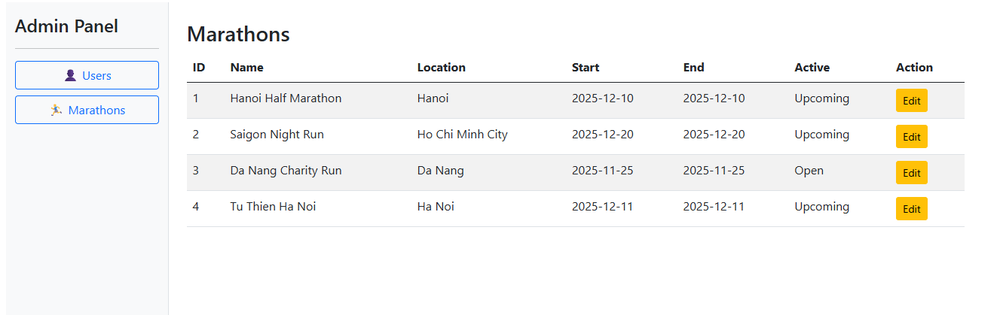 Admin Panel
Users
Marathons
Marathons
ID Name Location Start End Active Action
1 Hanoi Half Marathon Hanoi 2025-12-10 2025-12-10 Upcoming Edit
2 Saigon Night Run Ho Chi Minh City 2025-12-20 2025-12-20 Upcoming Edit
3 Da Nang Charity Run Da Nang 2025-11-25 2025-11-25 Open Edit
4 Tu Thien Ha Noi Ha Noi 2025-12-11 2025-12-11 Upcoming Edit